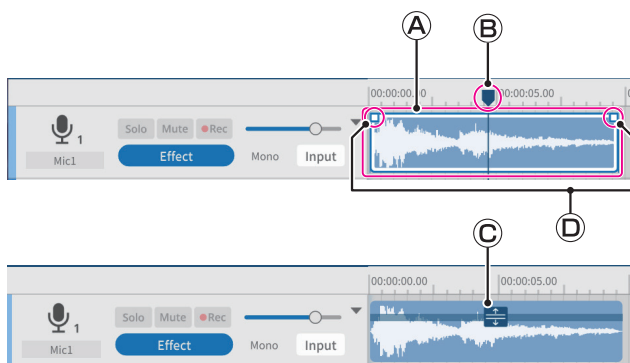 A B
00:00:00.00 00:00:05.00
1 Solo Mute Rec
Mic1 Effect Mono Input
D
C
00:00:00.00 00:00:05.00
1 Solo Mute Rec
Mic1 Effect Mono Input